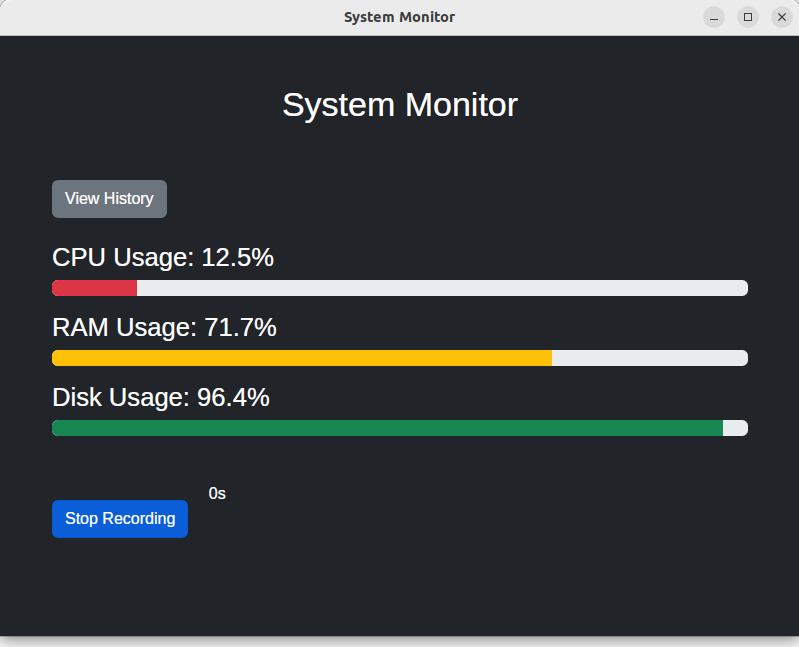 System Monitor
System Monitor
View History
CPU Usage: 12.5%
RAM Usage: 71.7%
Disk Usage: 96.4%
0s
Stop Recording